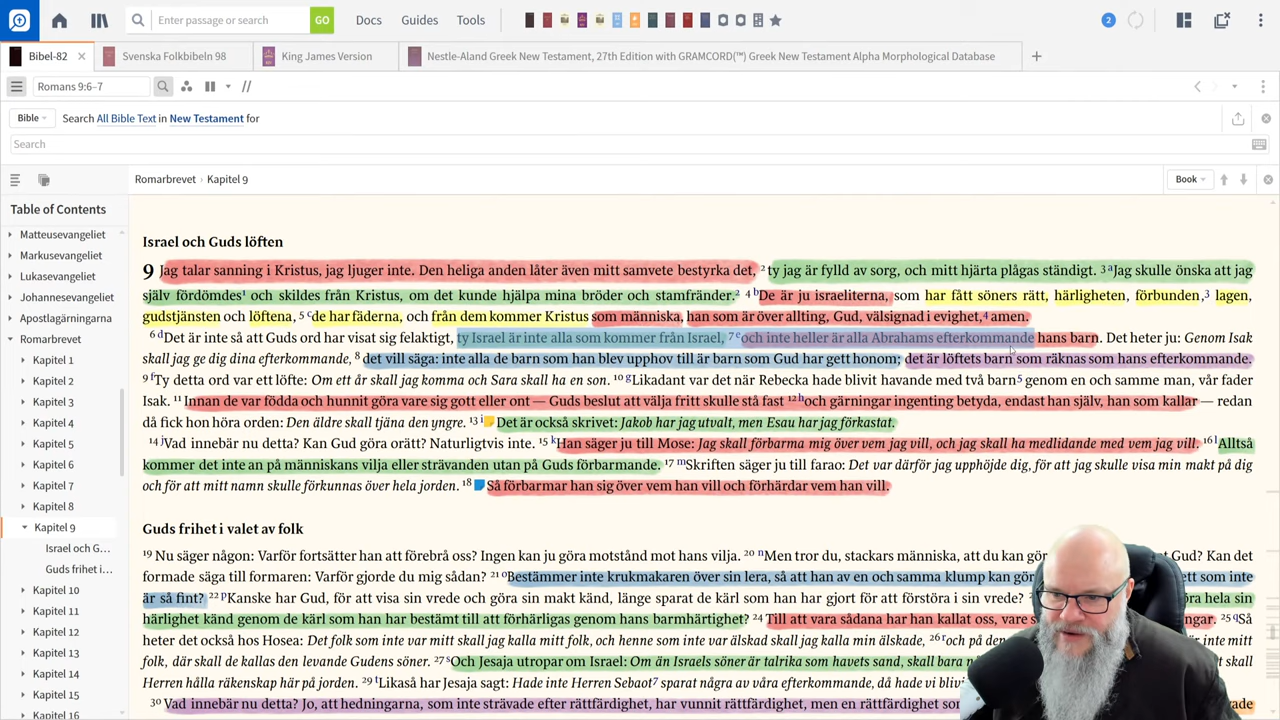 Enter passage or search GO Docs Guides Tools 2
Bibel-82 Svenska Folkbibeln 98 King James Version Nestle-Aland Greek New Testament, 27th Edition with GRAMCORD(™) Greek New Testament Alpha Morphological Database
Romans 9:6–7 //
Bible Search All Bible Text in New Testament for
Search
Romarbrevet › Kapitel 9 Book
Table of Contents
Matteusevangeliet
Markusevangeliet
Lukasevangeliet
Johannesevangeliet
Apostlagärningarna
Romarbrevet
Kapitel 1
Kapitel 2
Kapitel 3
Kapitel 4
Kapitel 5
Kapitel 6
Kapitel 7
Kapitel 8
Kapitel 9
Israel och G...
Guds frihet i...
Kapitel 10
Kapitel 11
Kapitel 12
Kapitel 13
Kapitel 14
Kapitel 15
Kapitel 16
Israel och Guds löften
9 Jag talar sanning i Kristus, jag ljuger inte. Den heliga anden låter även mitt samvete bestyrka det, 2 ty jag är fylld av sorg, och mitt hjärta plågas ständigt. 3 a Jag skulle önska att jag
själv fördömdes1 och skildes från Kristus, om det kunde hjälpa mina bröder och stamfränder.2 4 b De är ju israeliterna, som har fått söners rätt, härligheten, förbunden,3 lagen,
gudstjänsten och löftena, 5 c de har fäderna, och från dem kommer Kristus som människa, han som är över allting, Gud, välsignad i evighet,4 amen.
6 d Det är inte så att Guds ord har visat sig felaktigt, ty Israel är inte alla som kommer från Israel, 7 e och inte heller är alla Abrahams efterkommande hans barn. Det heter ju: Genom Isak
skall jag ge dig dina efterkommande, 8 det vill säga: inte alla de barn som han blev upphov till är barn som Gud har gett honom; det är löftets barn som räknas som hans efterkommande.
9 f Ty detta ord var ett löfte: Om ett år skall jag komma och Sara skall ha en son. 10 g Likadant var det när Rebecka hade blivit havande med två barn5 genom en och samme man, vår fader
Isak. 11 Innan de var födda och hunnit göra vare sig gott eller ont — Guds beslut att välja fritt skulle stå fast 12 h och gärningar ingenting betyda, endast han själv, han som kallar — redan
då fick hon höra orden: Den äldre skall tjäna den yngre. 13 i Det är också skrivet: Jakob har jag utvalt, men Esau har jag förkastat.
14 j Vad innebär nu detta? Kan Gud göra orätt? Naturligtvis inte. 15 k Han säger ju till Mose: Jag skall förbarma mig över vem jag vill, och jag skall ha medlidande med vem jag vill. 16 l Alltså
kommer det inte an på människans vilja eller strävanden utan på Guds förbarmande. 17 m Skriften säger ju till farao: Det var därför jag upphöjde dig, för att jag skulle visa min makt på dig
och för att mitt namn skulle förkunnas över hela jorden. 18 Så förbarmar han sig över vem han vill och förhärdar vem han vill.
Guds frihet i valet av folk
19 Nu säger någon: Varför fortsätter han att förebrå oss? Ingen kan ju göra motstånd mot hans vilja. 20 n Men tror du, stackars människa, att du kan gör Gud? Kan det
formade säga till formaren: Varför gjorde du mig sådan? 21 o Bestämmer inte krukmakaren över sin lera, så att han av en och samma klump kan gör ett som inte
är så fint? 22 p Kanske har Gud, för att visa sin vrede och göra sin makt känd, länge sparat de kärl som han har gjort för att förstöra i sin vrede? ra hela sin
härlighet känd genom de kärl som han har bestämt till att förhärligas genom hans barmhärtighet? 24 Till att vara sådana har han kallat oss, vare s ngar. 25 q Så
heter det också hos Hosea: Det folk som inte var mitt skall jag kalla mitt folk, och henne som inte var älskad skall jag kalla min älskade, 26 r och på den inte mitt
folk, där skall de kallas den levande Gudens söner. 27 s Och Jesaja utropar om Israel: Om än Israels söner är talrika som havets sand, skall bara n skall
Herren hålla räkenskap här på jorden. 29 t Likaså har Jesaja sagt: Hade inte Herren Sebaot7 sparat några av våra efterkommande, då hade vi blivi
30 Vad innebär nu detta? Jo, att hedningarna, som inte strävade efter rättfärdighet, har vunnit rättfärdighet, men en rättfärdighet som